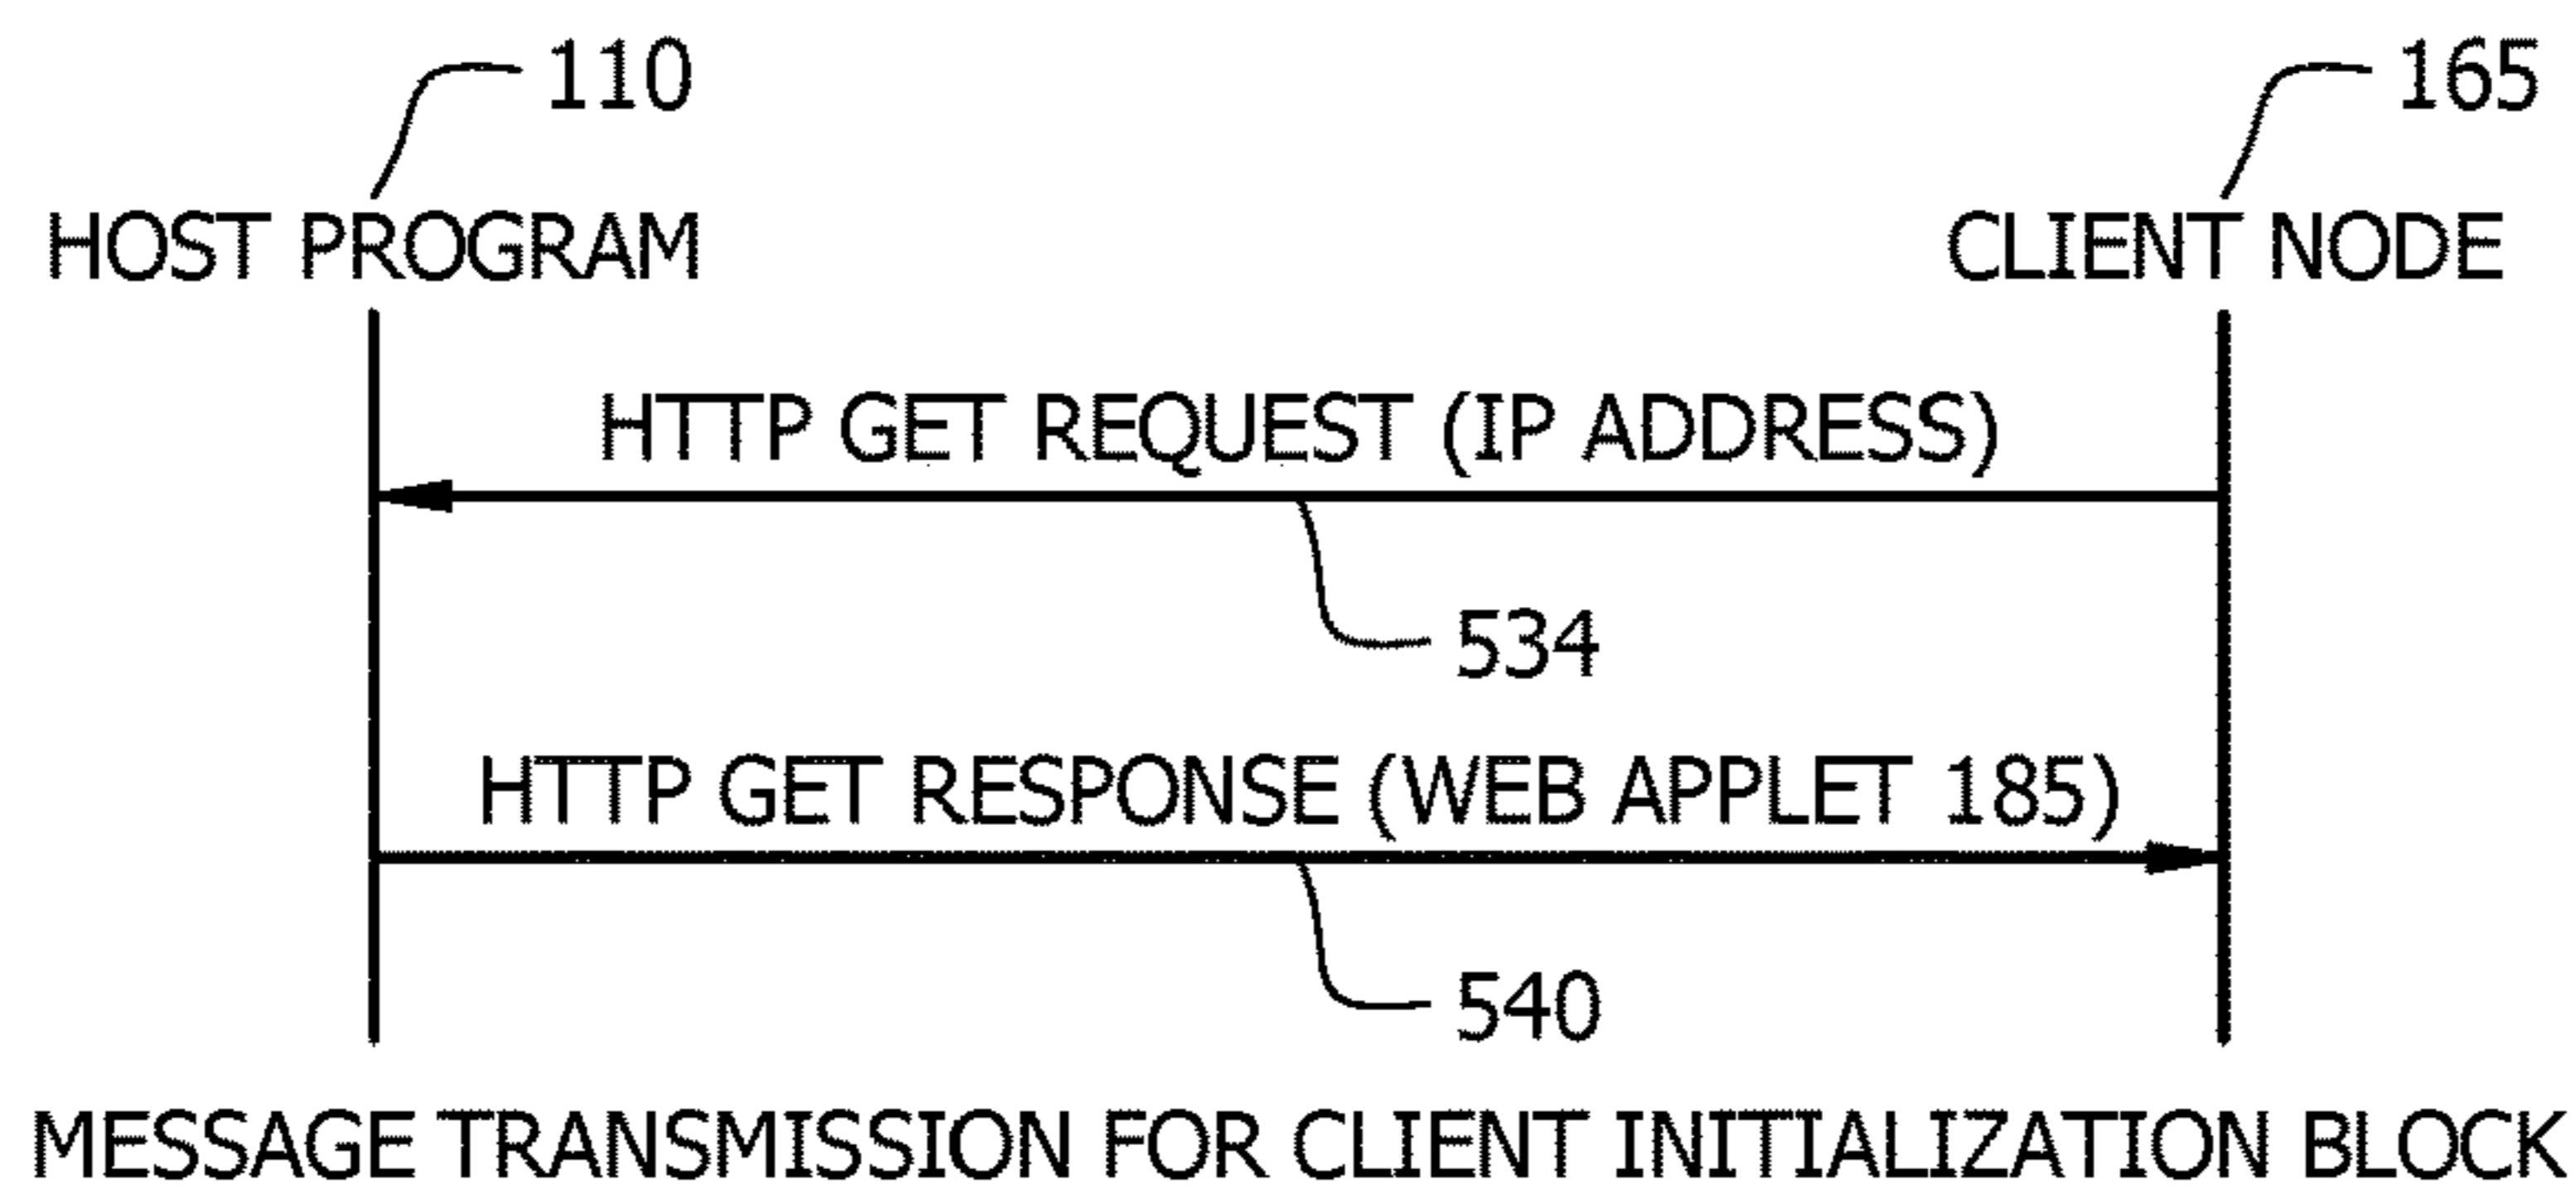 110 165
HOST PROGRAM CLIENT NODE
HTTP GET REQUEST (IP ADDRESS)
534
HTTP GET RESPONSE (WEB APPLET 185)
540
MESSAGE TRANSMISSION FOR CLIENT INITIALIZATION BLOCK